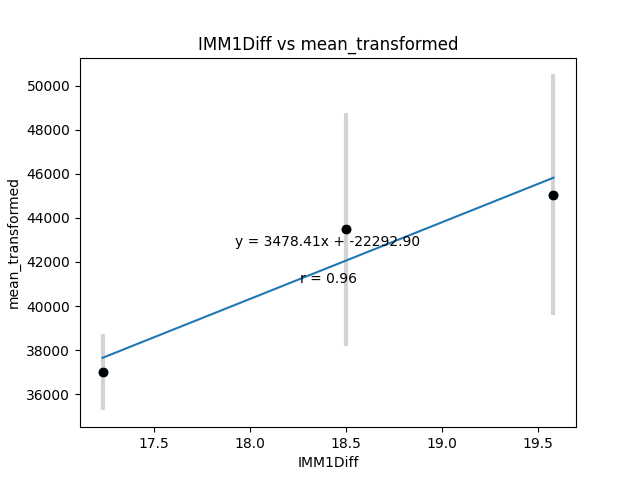 IMM1Diff vs mean_transformed
50000
48000
46000
44000
42000
40000
38000
36000
mean_transformed
y = 3478.41x + -22292.90
r = 0.96
17.5 18.0 18.5 19.0 19.5
IMM1Diff